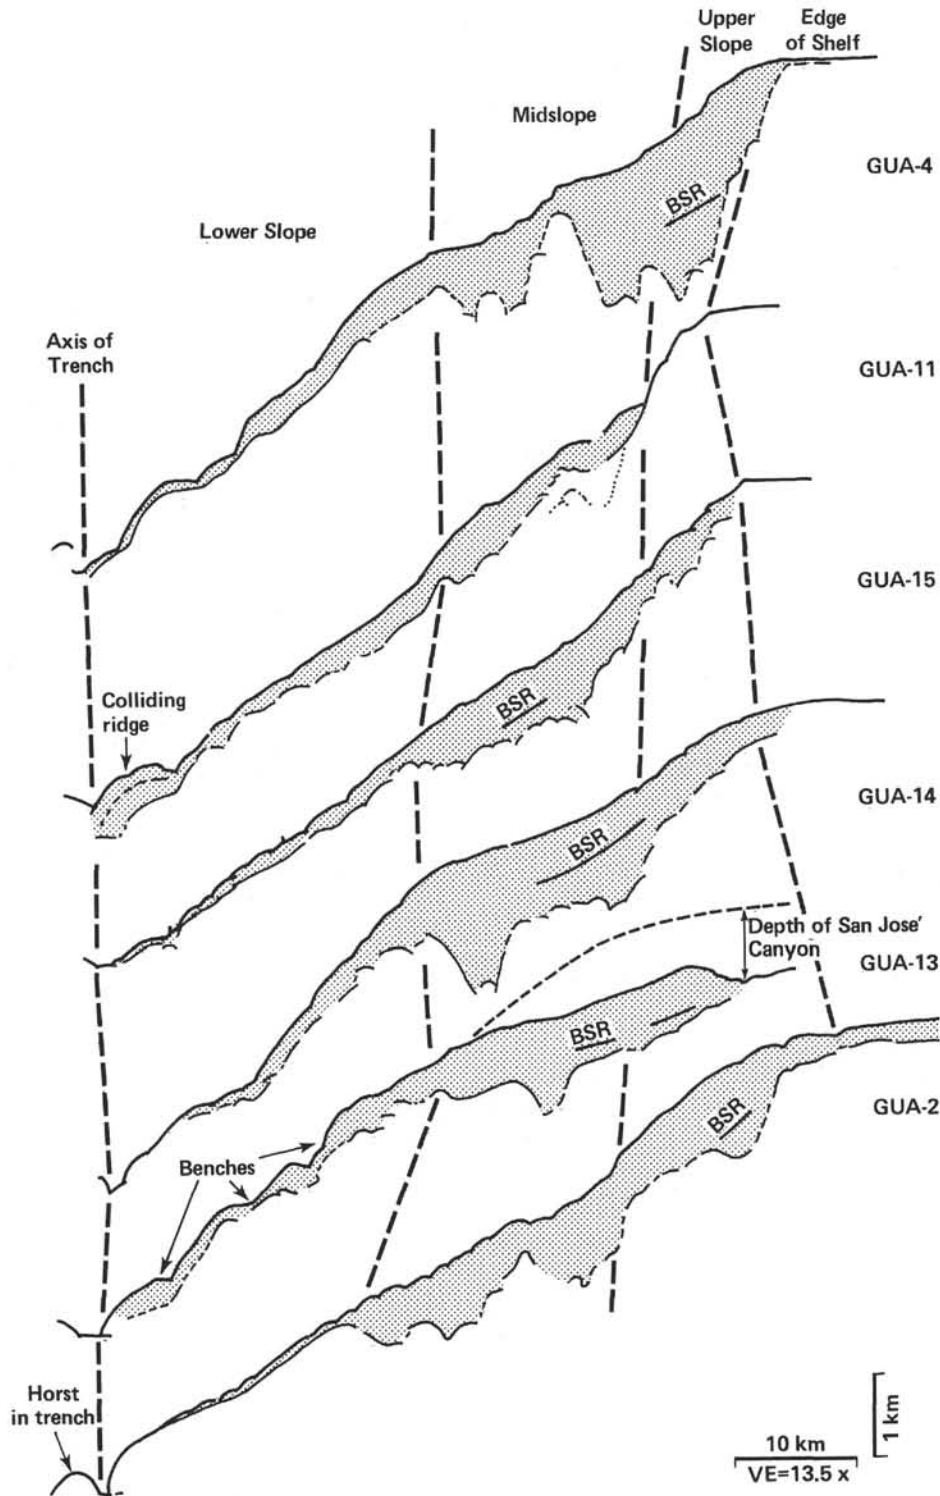 Upper
Slope
Edge
of Shelf
Midslope
GUA-4
BSR
Lower Slope
Axis of
Trench
GUA-11
GUA-15
Colliding
ridge
BSR
GUA-14
BSR
Depth of San Jose'
Canyon
GUA-13
BSR
GUA-2
BSR
Benches
Horst
in trench
1 km
10 km
VE=13.5 x